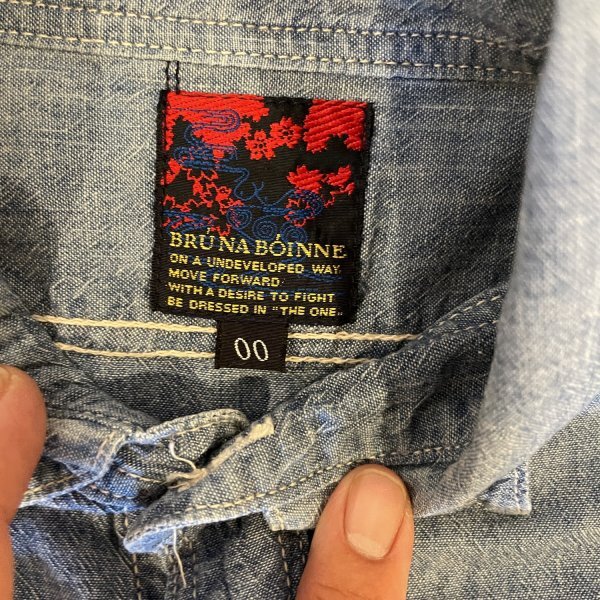 BRÚ NA BÓINNE
ON A UNDEVELOPED WAY,
MOVE FORWARD
WITH A DESIRE TO FIGHT
BE DRESSED IN "THE ONE".
00